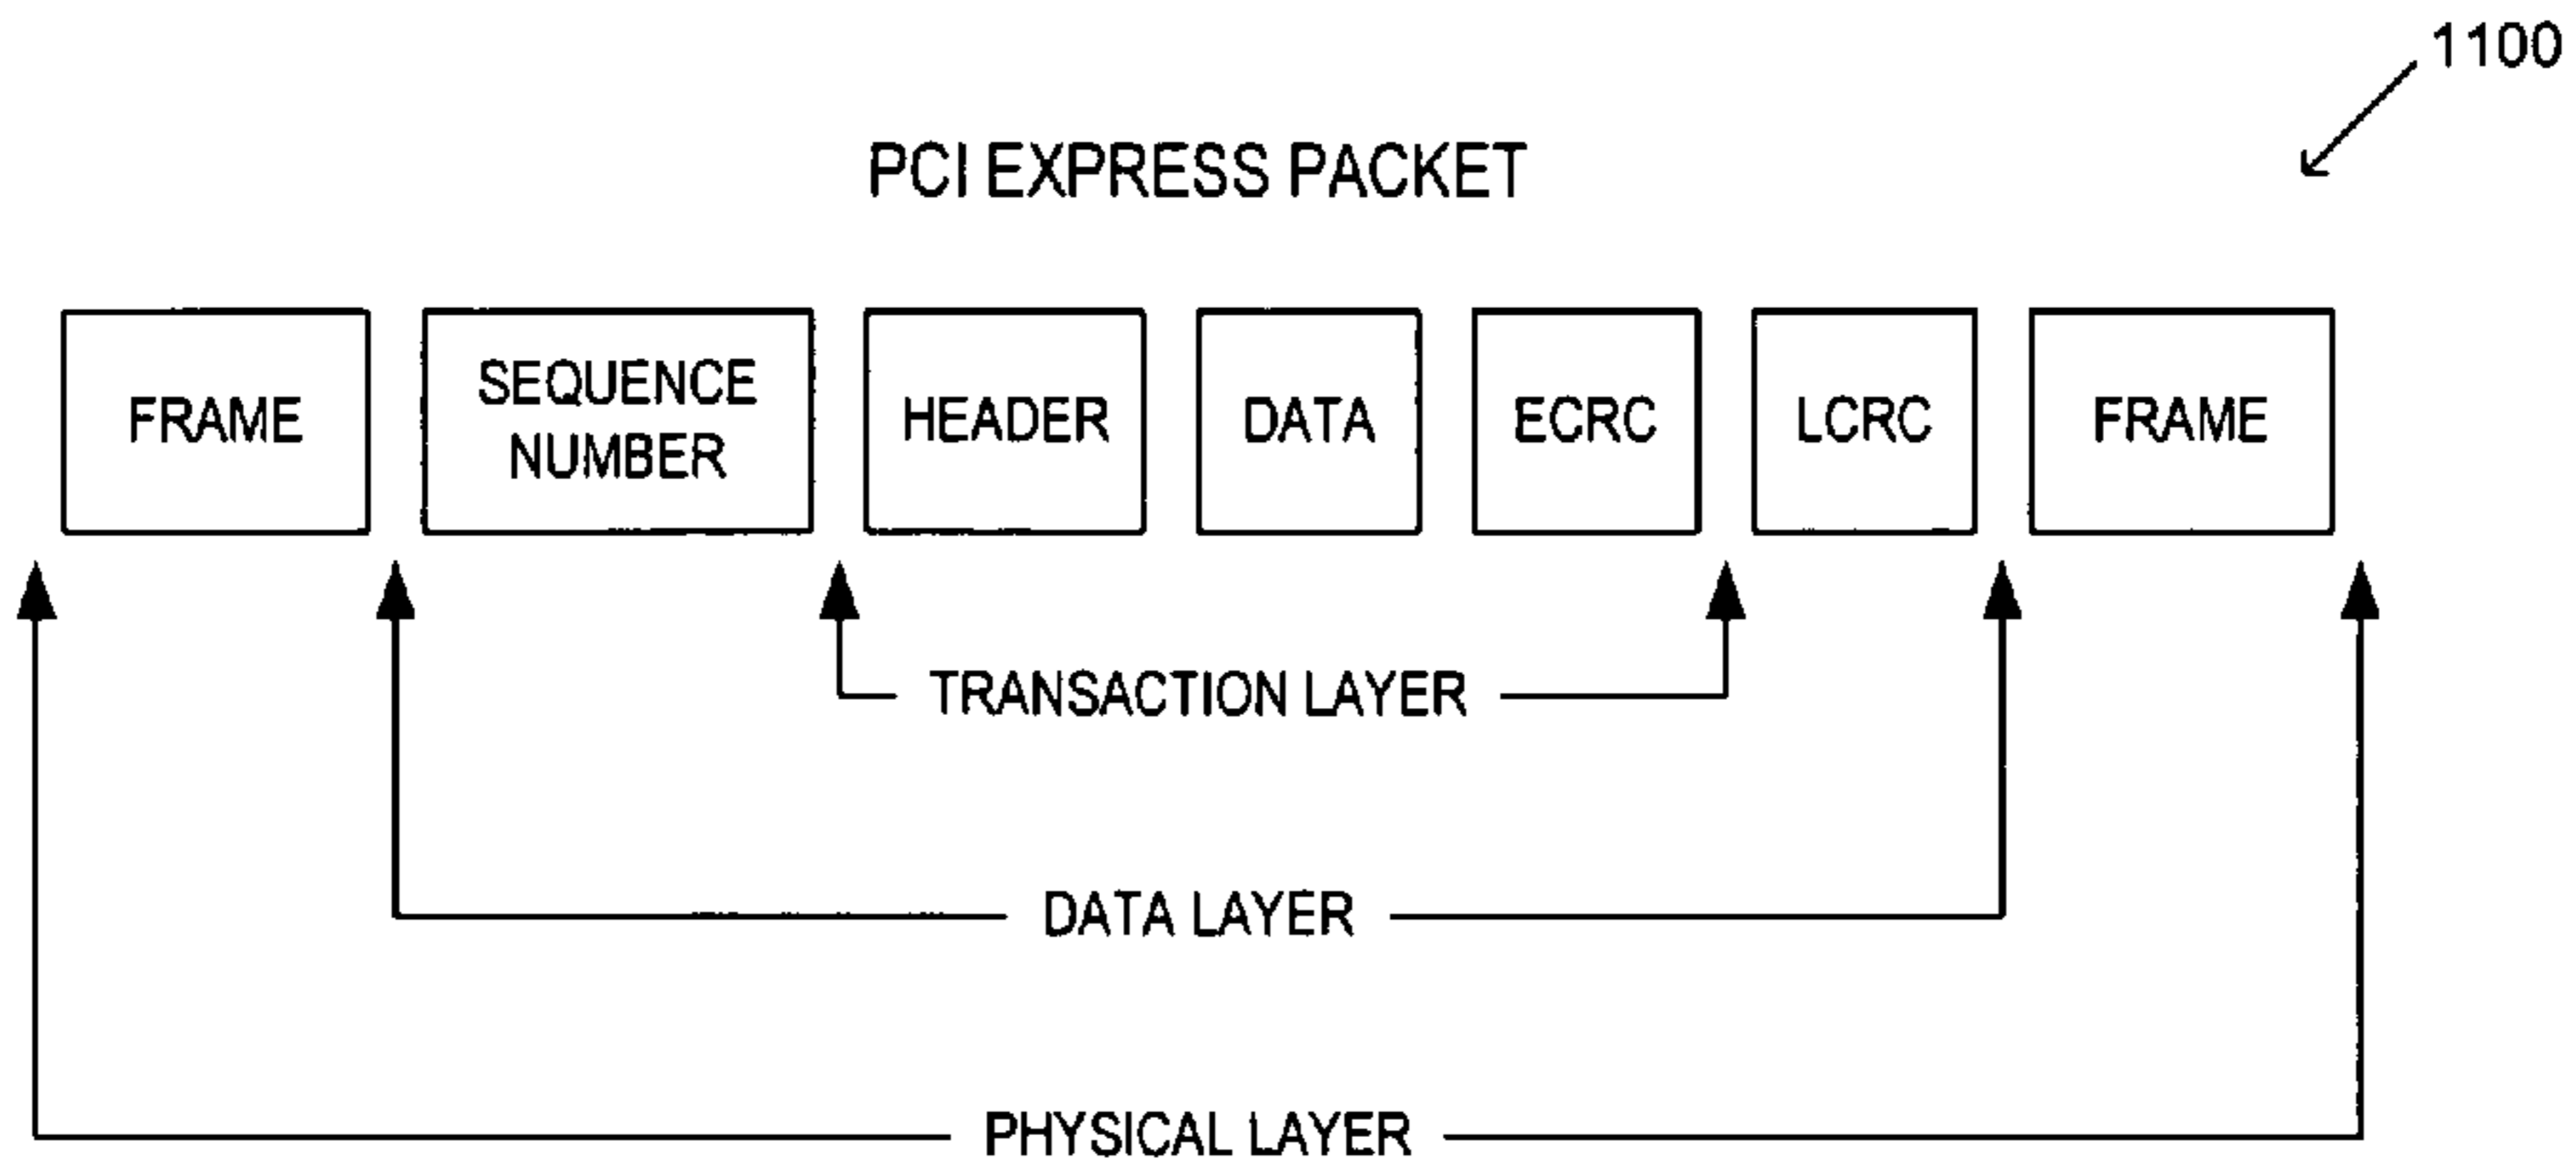 1100
PCI EXPRESS PACKET
FRAME
SEQUENCE
NUMBER
HEADER
DATA
ECRC
LCRC
FRAME
TRANSACTION LAYER
DATA LAYER
PHYSICAL LAYER